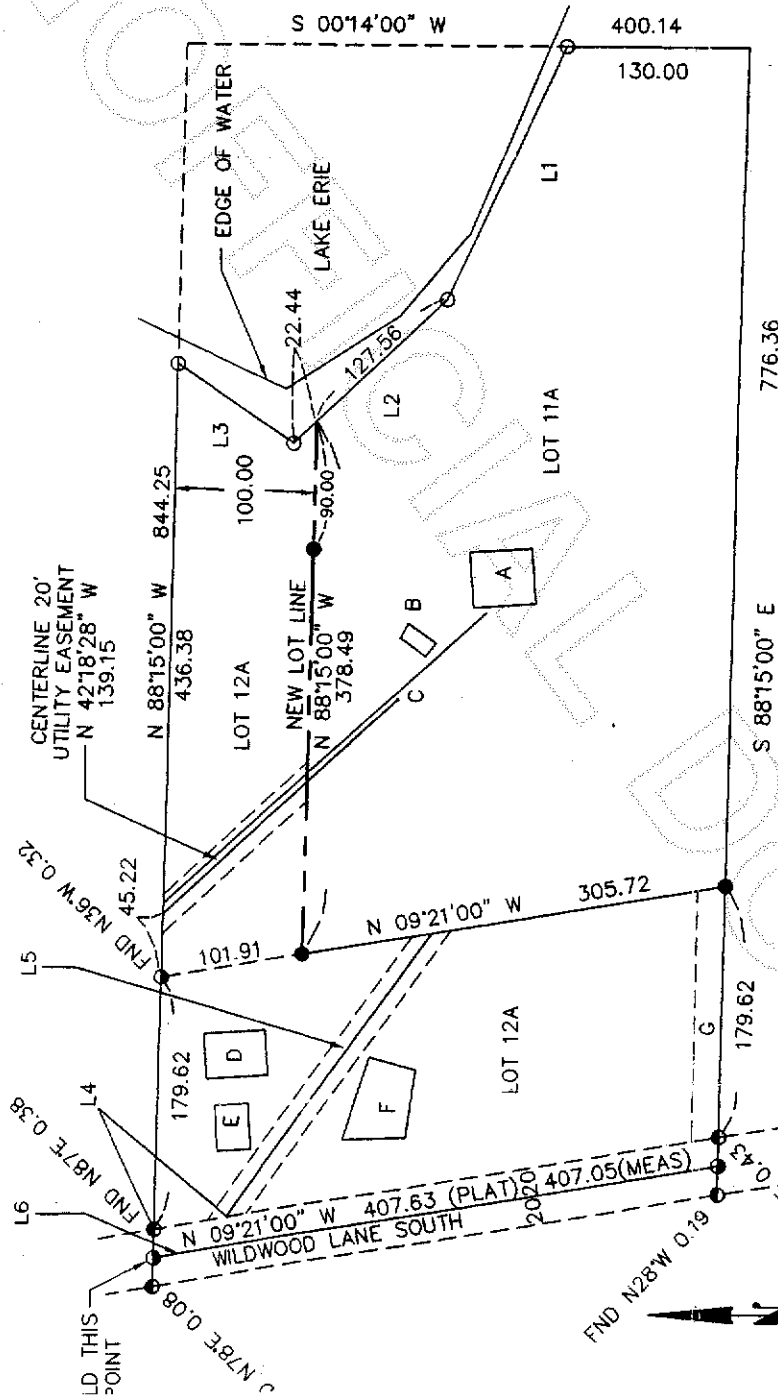 S 00°14'00" W
400.14
130.00
EDGE OF WATER
LAKE ERIE
22.44
L1
127.56
L2
L3
844.25
100.00
90.00
LOT 11A
776.36
CENTERLINE 20'
UTILITY EASEMENT
N 42°18'28" W
139.15
N 88°15'00" W
436.38
LOT 12A
NEW LOT LINE
N 88°15'00" W
378.49
A
B
C
S 88°15'00" E
FND N36°W 0.32
45.22
L5
101.91
N 09°21'00" W
305.72
179.62
D
E
F
LOT 12A
G
179.62
L4
FND N87°E 0.38
L6
N 09°21'00" W
407.63 (PLAT)
407.05(MEAS)
WILDWOOD LANE SOUTH
20
20
0.43
LD THIS
POINT
N78°E 0.08
FND N28°W 0.19
UNOFFICIAL